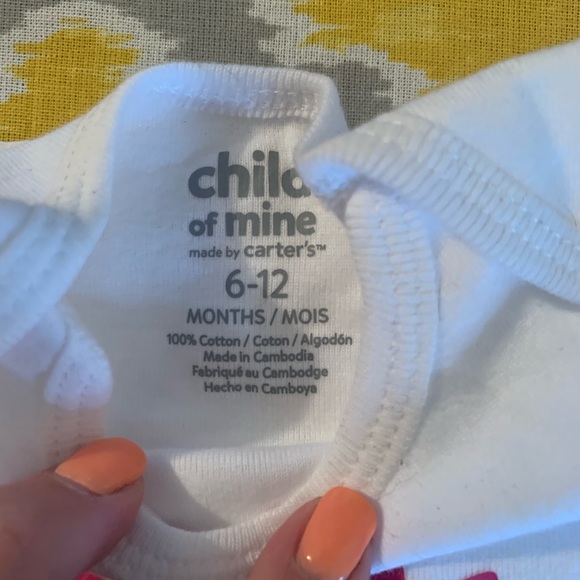 child
of mine
made by carter's™
6-12
MONTHS / MOIS
100% Cotton / Coton / Algodón
Made in Cambodia
Fabriqué au Cambodge
Hecho en Camboya